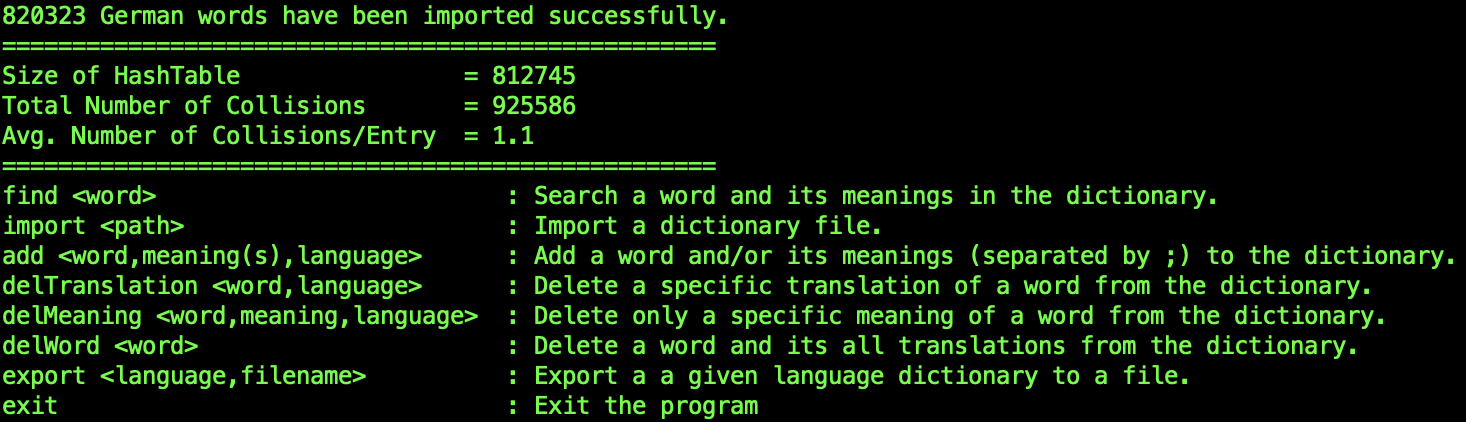 820323 German words have been imported successfully.
===================================================
Size of HashTable                = 812745
Total Number of Collisions       = 925586
Avg. Number of Collisions/Entry  = 1.1
===================================================
find <word>                         : Search a word and its meanings in the dictionary.
import <path>                       : Import a dictionary file.
add <word,meaning(s),language>      : Add a word and/or its meanings (separated by ;) to the dictionary.
delTranslation <word,language>      : Delete a specific translation of a word from the dictionary.
delMeaning <word,meaning,language>  : Delete only a specific meaning of a word from the dictionary.
delWord <word>                      : Delete a word and its all translations from the dictionary.
export <language,filename>          : Export a a given language dictionary to a file.
exit                                : Exit the program